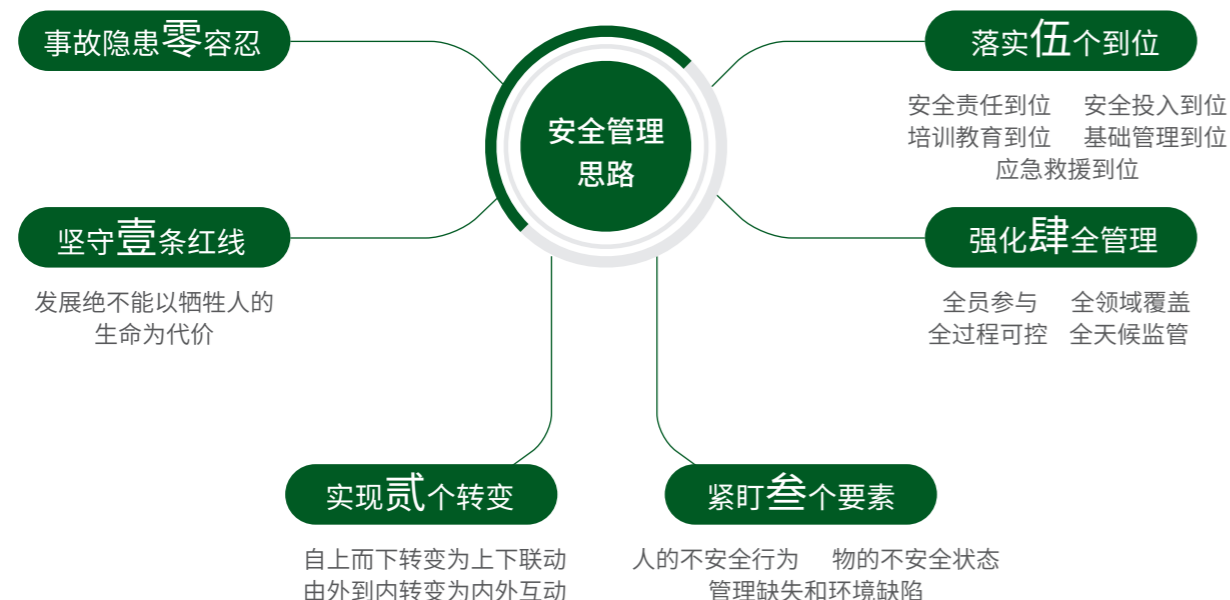 安全管理
思路
事故隐患零容忍
坚守壹条红线
发展绝不能以牺牲人的
生命为代价
实现贰个转变
自上而下转变为上下联动
由外到内转变为内外互动
紧盯叁个要素
人的不安全行为 物的不安全状态
管理缺失和环境缺陷
强化肆全管理
全员参与 全领域覆盖
全过程可控 全天候监管
落实伍个到位
安全责任到位 安全投入到位
培训教育到位 基础管理到位
应急救援到位